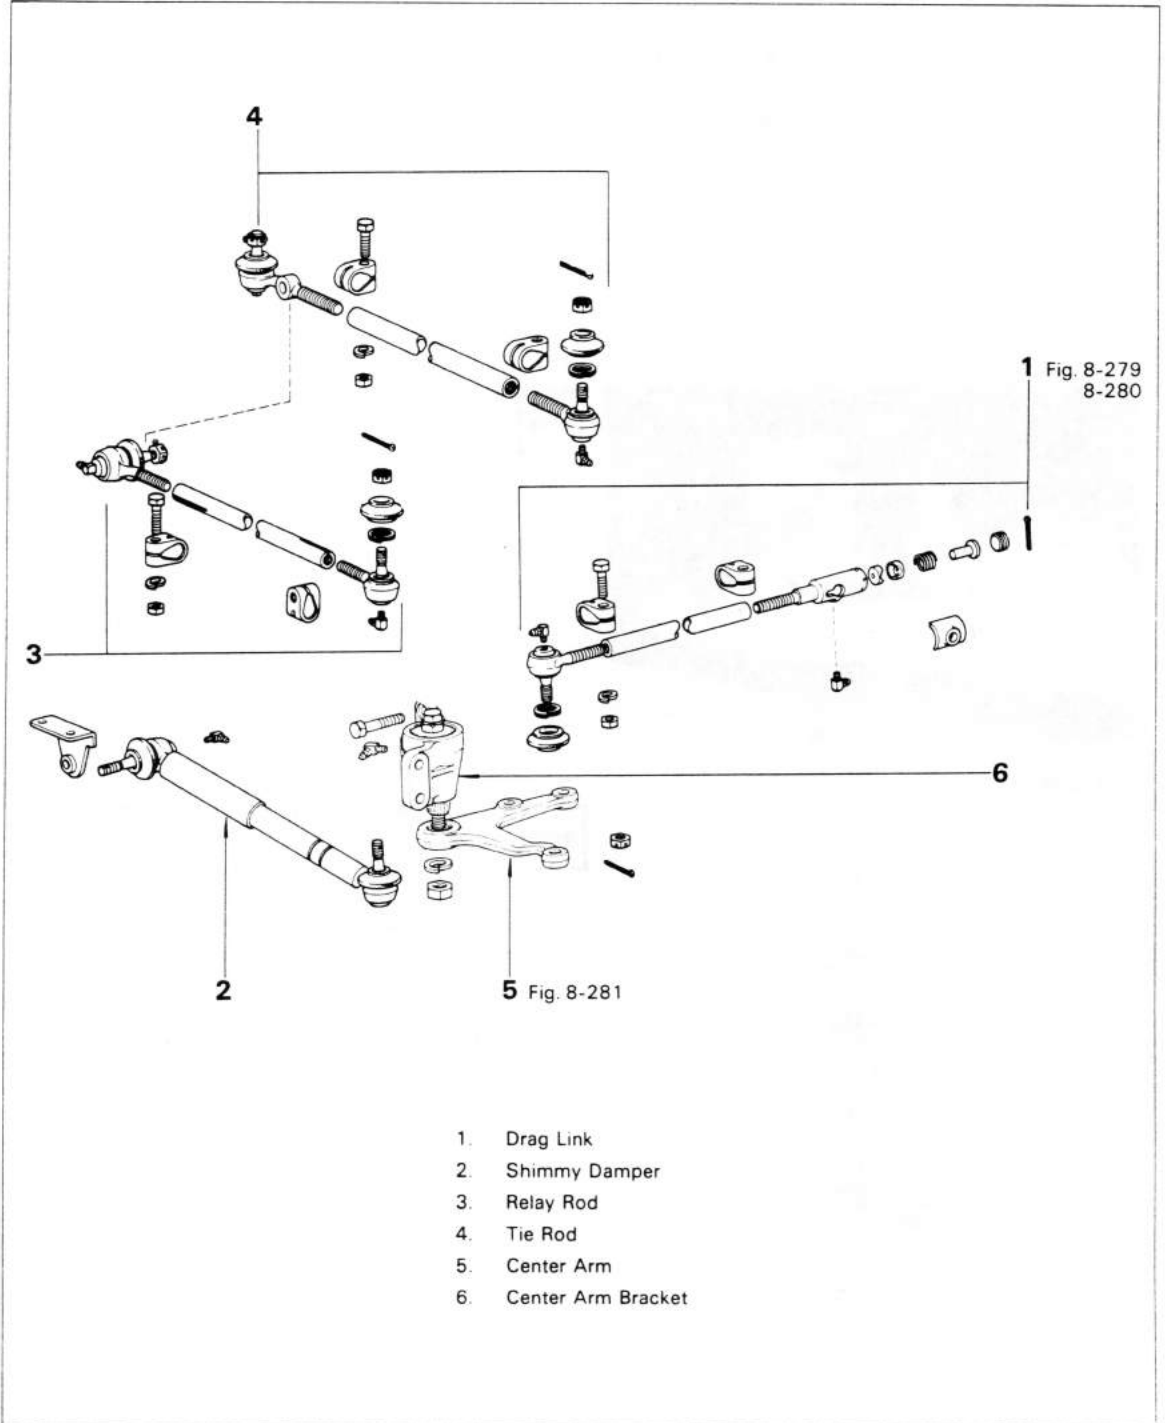 4
1 Fig. 8-279
8-280
3
6
2
5 Fig. 8-281
1. Drag Link
2. Shimmy Damper
3. Relay Rod
4. Tie Rod
5. Center Arm
6. Center Arm Bracket